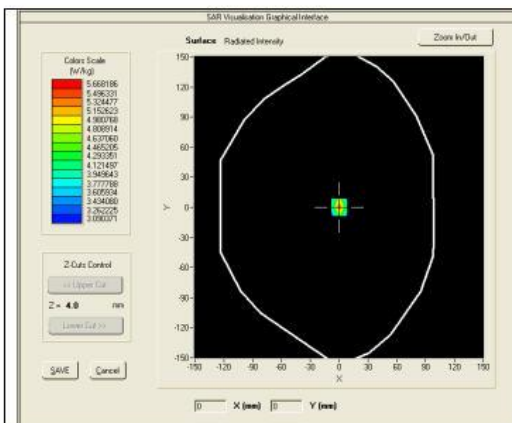 SAR Visualisation Graphical Interface
Surface Radiated Intensity
Zoom In/Out
Colors Scale
(W/kg)
5.668186
5.496331
5.324477
5.152623
4.980768
4.808914
4.637060
4.465205
4.293351
4.121497
3.949643
3.777788
3.605934
3.434080
3.262225
3.090371
Z-Cuts Control
<< Upper Cut
Z = 4.0 mm
Lower Cut >>
SAVE Cancel
150
120
90
60
30
0
-30
-60
-90
-120
-150
Y
-150 -120 -90 -60 -30 0 30 60 90 120 150
X
0 X (mm) 0 Y (mm)